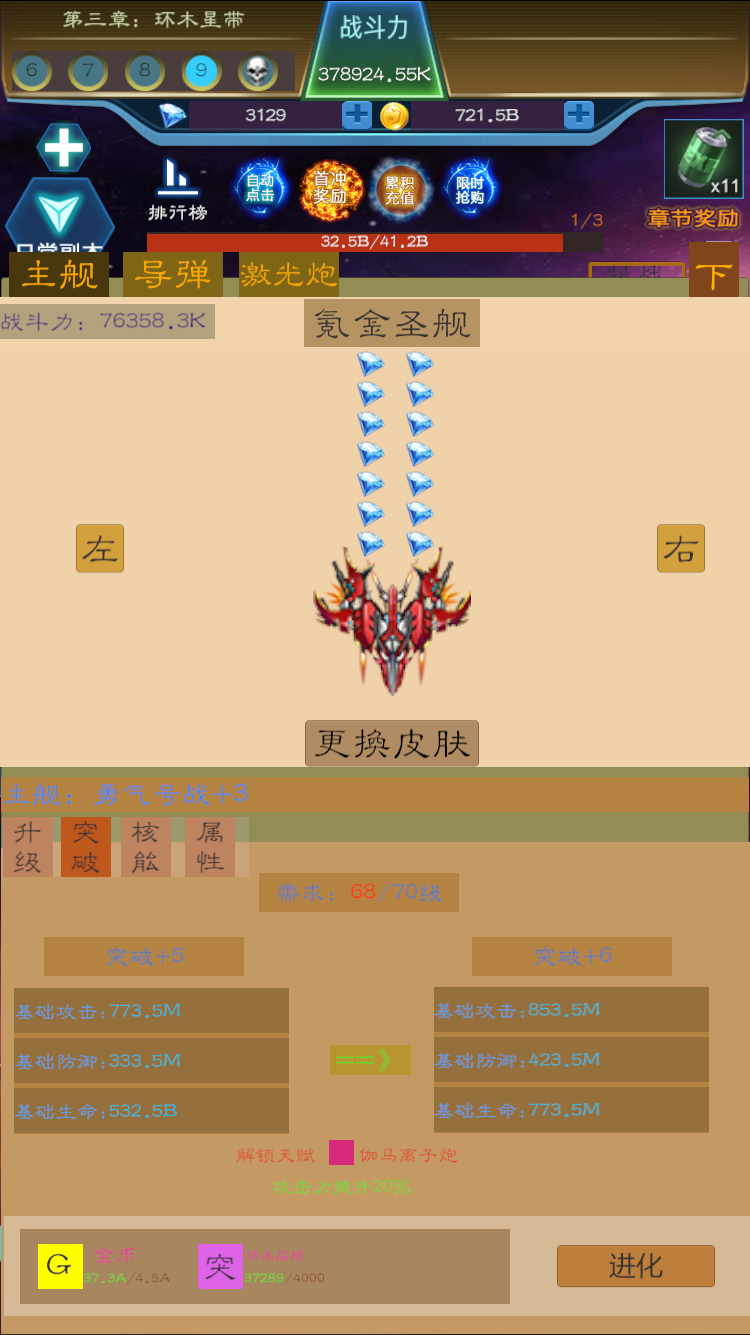 第三章：环木星带
战斗力
378924.55K
6 7 8 9
3129
721.5B
自动点击
首冲奖励
累积充值
限时抢购
x11
排行榜
1/3
章节奖励
32.5B/41.2B
主舰 导弹 激光炮 下
战斗力：76358.3K
氪金圣舰
左
右
更换皮肤
主舰：勇气号战+3
升级 突破 核能 属性
需求：68/70级
突破+5
突破+6
基础攻击:773.5M
基础攻击:853.5M
基础防御:333.5M
==》
基础防御:423.5M
基础生命:532.5B
基础生命:773.5M
解锁天赋 伽马离子炮
攻击力提升20%
G 金币
37.3A/4.5A
突
37289/4000
进化